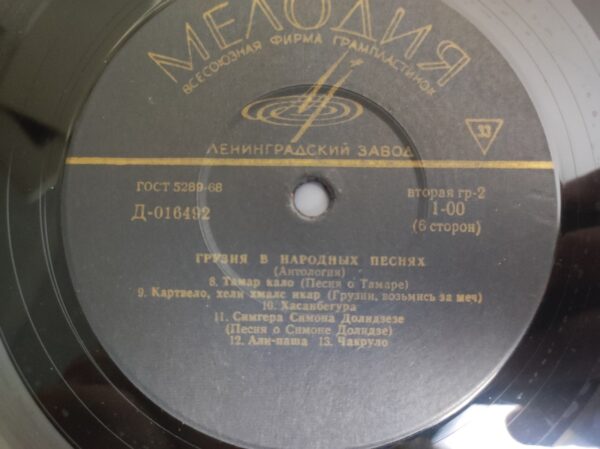 МЕЛОДИЯ
ВСЕСОЮЗНАЯ ФИРМА ГРАМПЛАСТИНОК
33
ЛЕНИНГРАДСКИЙ ЗАВОД
ГОСТ 5289-68
Д-016492
вторая гр-2
1-00
(6 сторон)
ГРУЗИЯ В НАРОДНЫХ ПЕСНЯХ
(Антология)
8. Тамар кало (Песня о Тамаре)
9. Картвело, хели хмалс икар (Грузин, возьмись за меч)
10. Хасанбегура
11. Симгера Симона Долидзезе
(Песня о Симоне Долидзе)
12. Али-паша 13. Чакруло